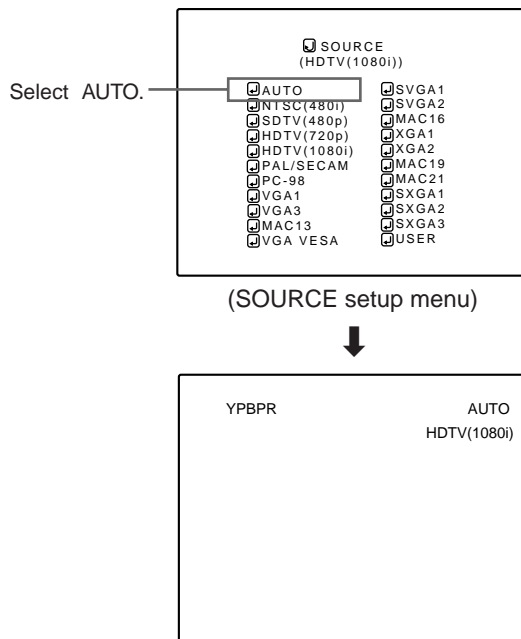 SOURCE
(HDTV(1080i))
Select AUTO.
AUTO
NTSC(480i)
SDTV(480p)
HDTV(720p)
HDTV(1080i)
PAL/SECAM
PC-98
VGA1
VGA3
MAC13
VGA VESA
SVGA1
SVGA2
MAC16
XGA1
XGA2
MAC19
MAC21
SXGA1
SXGA2
SXGA3
USER
(SOURCE setup menu)
YPBPR
AUTO
HDTV(1080i)